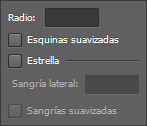 Radio:
Esquinas suavizadas
Estrella
Sangría lateral:
Sangrías suavizadas